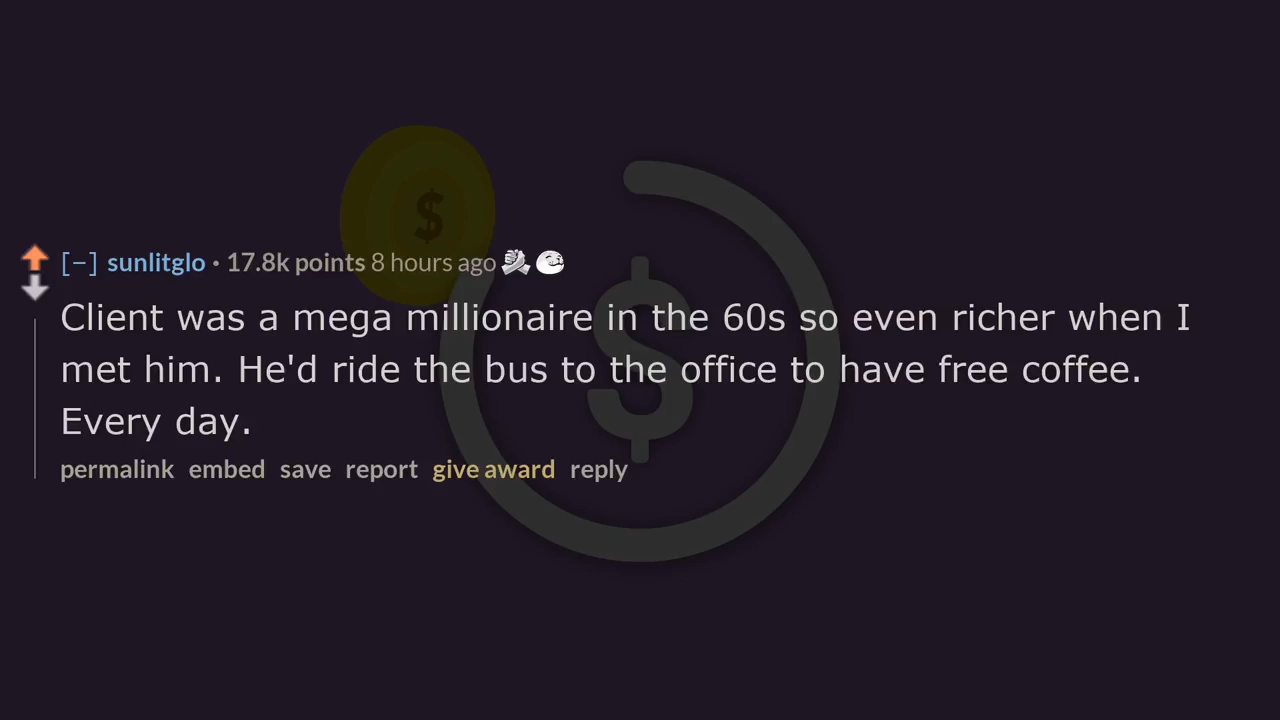 $
[–] sunlitglo · 17.8k points 8 hours ago
Client was a mega millionaire in the 60s so even richer when I
met him. He'd ride the bus to the office to have free coffee.
Every day.
$
permalink embed save report give award reply